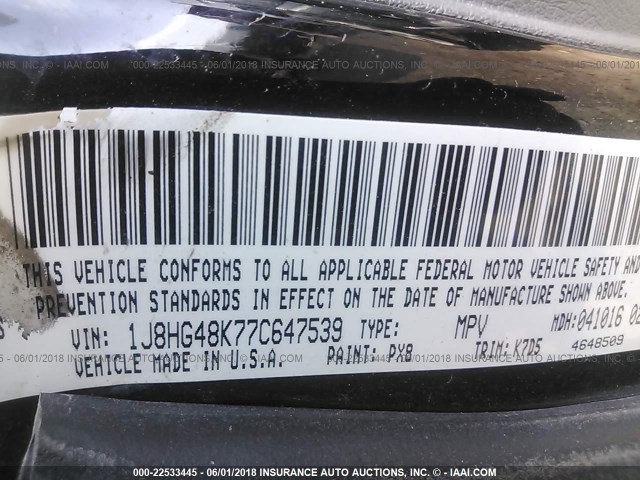 000-22533445 - 06/01/2018 INSURANCE AUTO AUCTIONS, INC. - © IAAI.COM
THIS VEHICLE CONFORMS TO ALL APPLICABLE FEDERAL MOTOR VEHICLE SAFETY AND
PREVENTION STANDARDS IN EFFECT ON THE DATE OF MANUFACTURE SHOWN ABOVE.
VIN: 1J8HG48K77C647539 TYPE: MPV MDH:041016 02
VEHICLE MADE IN U.S.A. PAINT: PY8 TRIM: K7D5 4648509
000-22533445 - 06/01/2018 INSURANCE AUTO AUCTIONS, INC. - © IAAI.COM